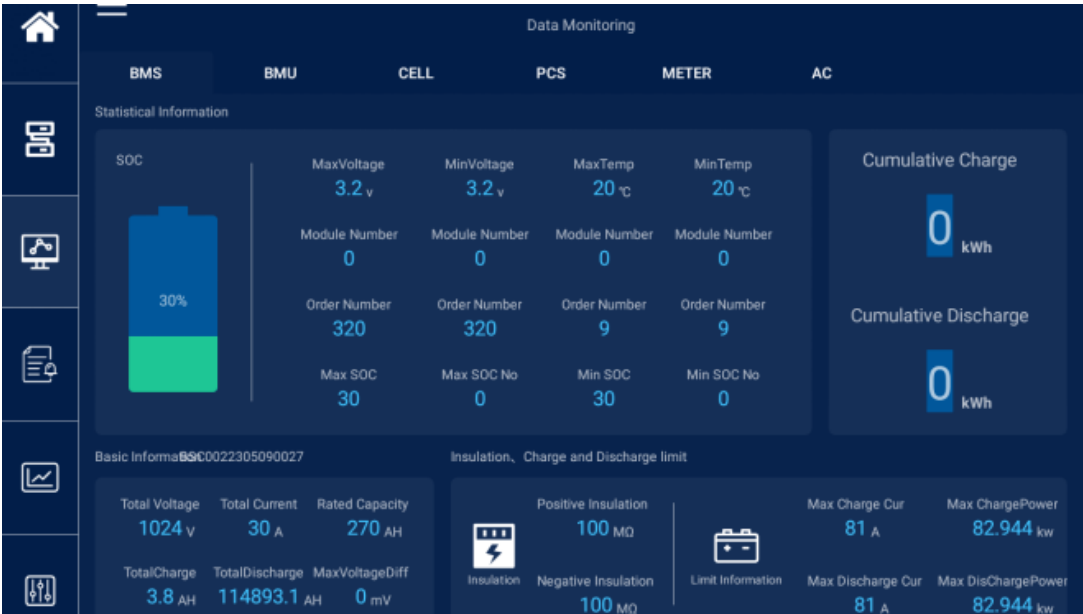 Data Monitoring
BMS BMU CELL PCS METER AC
Statistical Information
SOC
30%
MaxVoltage MinVoltage MaxTemp MinTemp
3.2 v 3.2 v 20 ℃ 20 ℃
Module Number Module Number Module Number Module Number
0 0 0 0
Order Number Order Number Order Number Order Number
320 320 9 9
Max SOC Max SOC No Min SOC Min SOC No
30 0 30 0
Cumulative Charge
0 kWh
Cumulative Discharge
0 kWh
Basic Information BSC0022305090027
Total Voltage Total Current Rated Capacity
1024 V 30 A 270 AH
TotalCharge TotalDischarge MaxVoltageDiff
3.8 AH 114893.1 AH 0 mV
Insulation、Charge and Discharge limit
Insulation
Positive Insulation
100 MΩ
Negative Insulation
100 MΩ
Limit Information
Max Charge Cur Max ChargePower
81 A 82.944 kw
Max Discharge Cur Max DisChargePower
81 A 82.944 kw